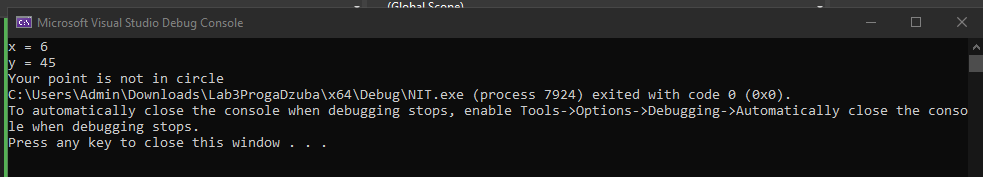 (Global Scope)
Microsoft Visual Studio Debug Console
x = 6
y = 45
Your point is not in circle
C:\Users\Admin\Downloads\Lab3ProgaDzuba\x64\Debug\NIT.exe (process 7924) exited with code 0 (0x0).
To automatically close the console when debugging stops, enable Tools->Options->Debugging->Automatically close the conso
le when debugging stops.
Press any key to close this window . . .